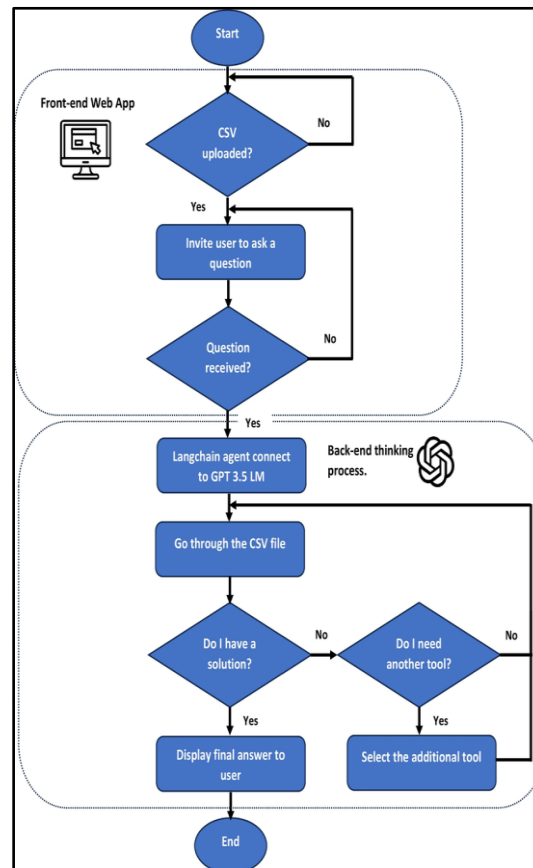 Start
Front-end Web App
No
CSV
uploaded?
Yes
Invite user to ask a
question
No
Question
received?
Yes
Langchain agent connect
to GPT 3.5 LM
Back-end thinking
process.
Go through the CSV file
Do I have a
solution?
No
Do I need
another tool?
No
Yes
Yes
Display final answer to
user
Select the additional tool
End